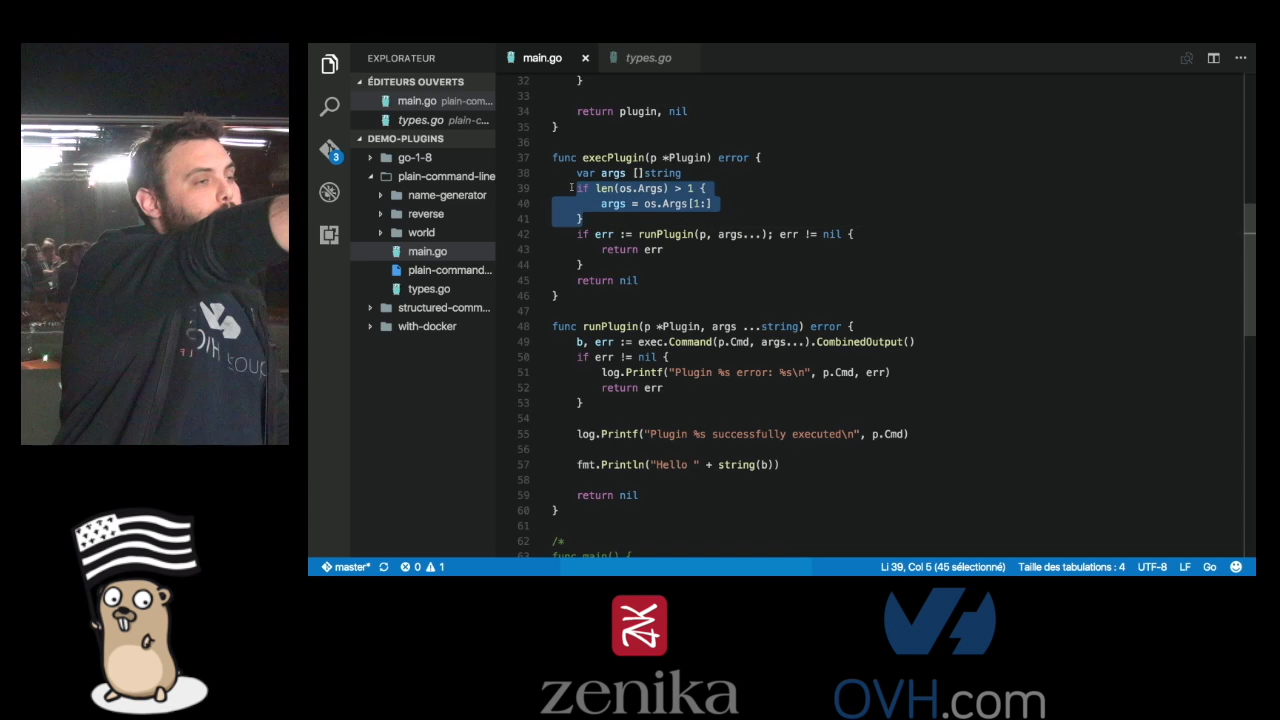 EXPLORATEUR
ÉDITEURS OUVERTS
main.go plain-com...
types.go plain-c...
DEMO-PLUGINS
go-1-8
plain-command-line
name-generator
reverse
world
main.go
plain-command...
types.go
structured-comm...
with-docker
3
main.go
types.go
32 }
33
34 return plugin, nil
35 }
36
37 func execPlugin(p *Plugin) error {
38 var args []string
39 if len(os.Args) > 1 {
40 args = os.Args[1:]
41 }
42 if err := runPlugin(p, args...); err != nil {
43 return err
44 }
45 return nil
46 }
47
48 func runPlugin(p *Plugin, args ...string) error {
49 b, err := exec.Command(p.Cmd, args...).CombinedOutput()
50 if err != nil {
51 log.Printf("Plugin %s error: %s\n", p.Cmd, err)
52 return err
53 }
54
55 log.Printf("Plugin %s successfully executed\n", p.Cmd)
56
57 fmt.Println("Hello " + string(b))
58
59 return nil
60 }
61
62 /*
63 func main() {
master* 0 1
Li 39, Col 5 (45 sélectionné) Taille des tabulations : 4 UTF-8 LF Go
zenika
OVH.com